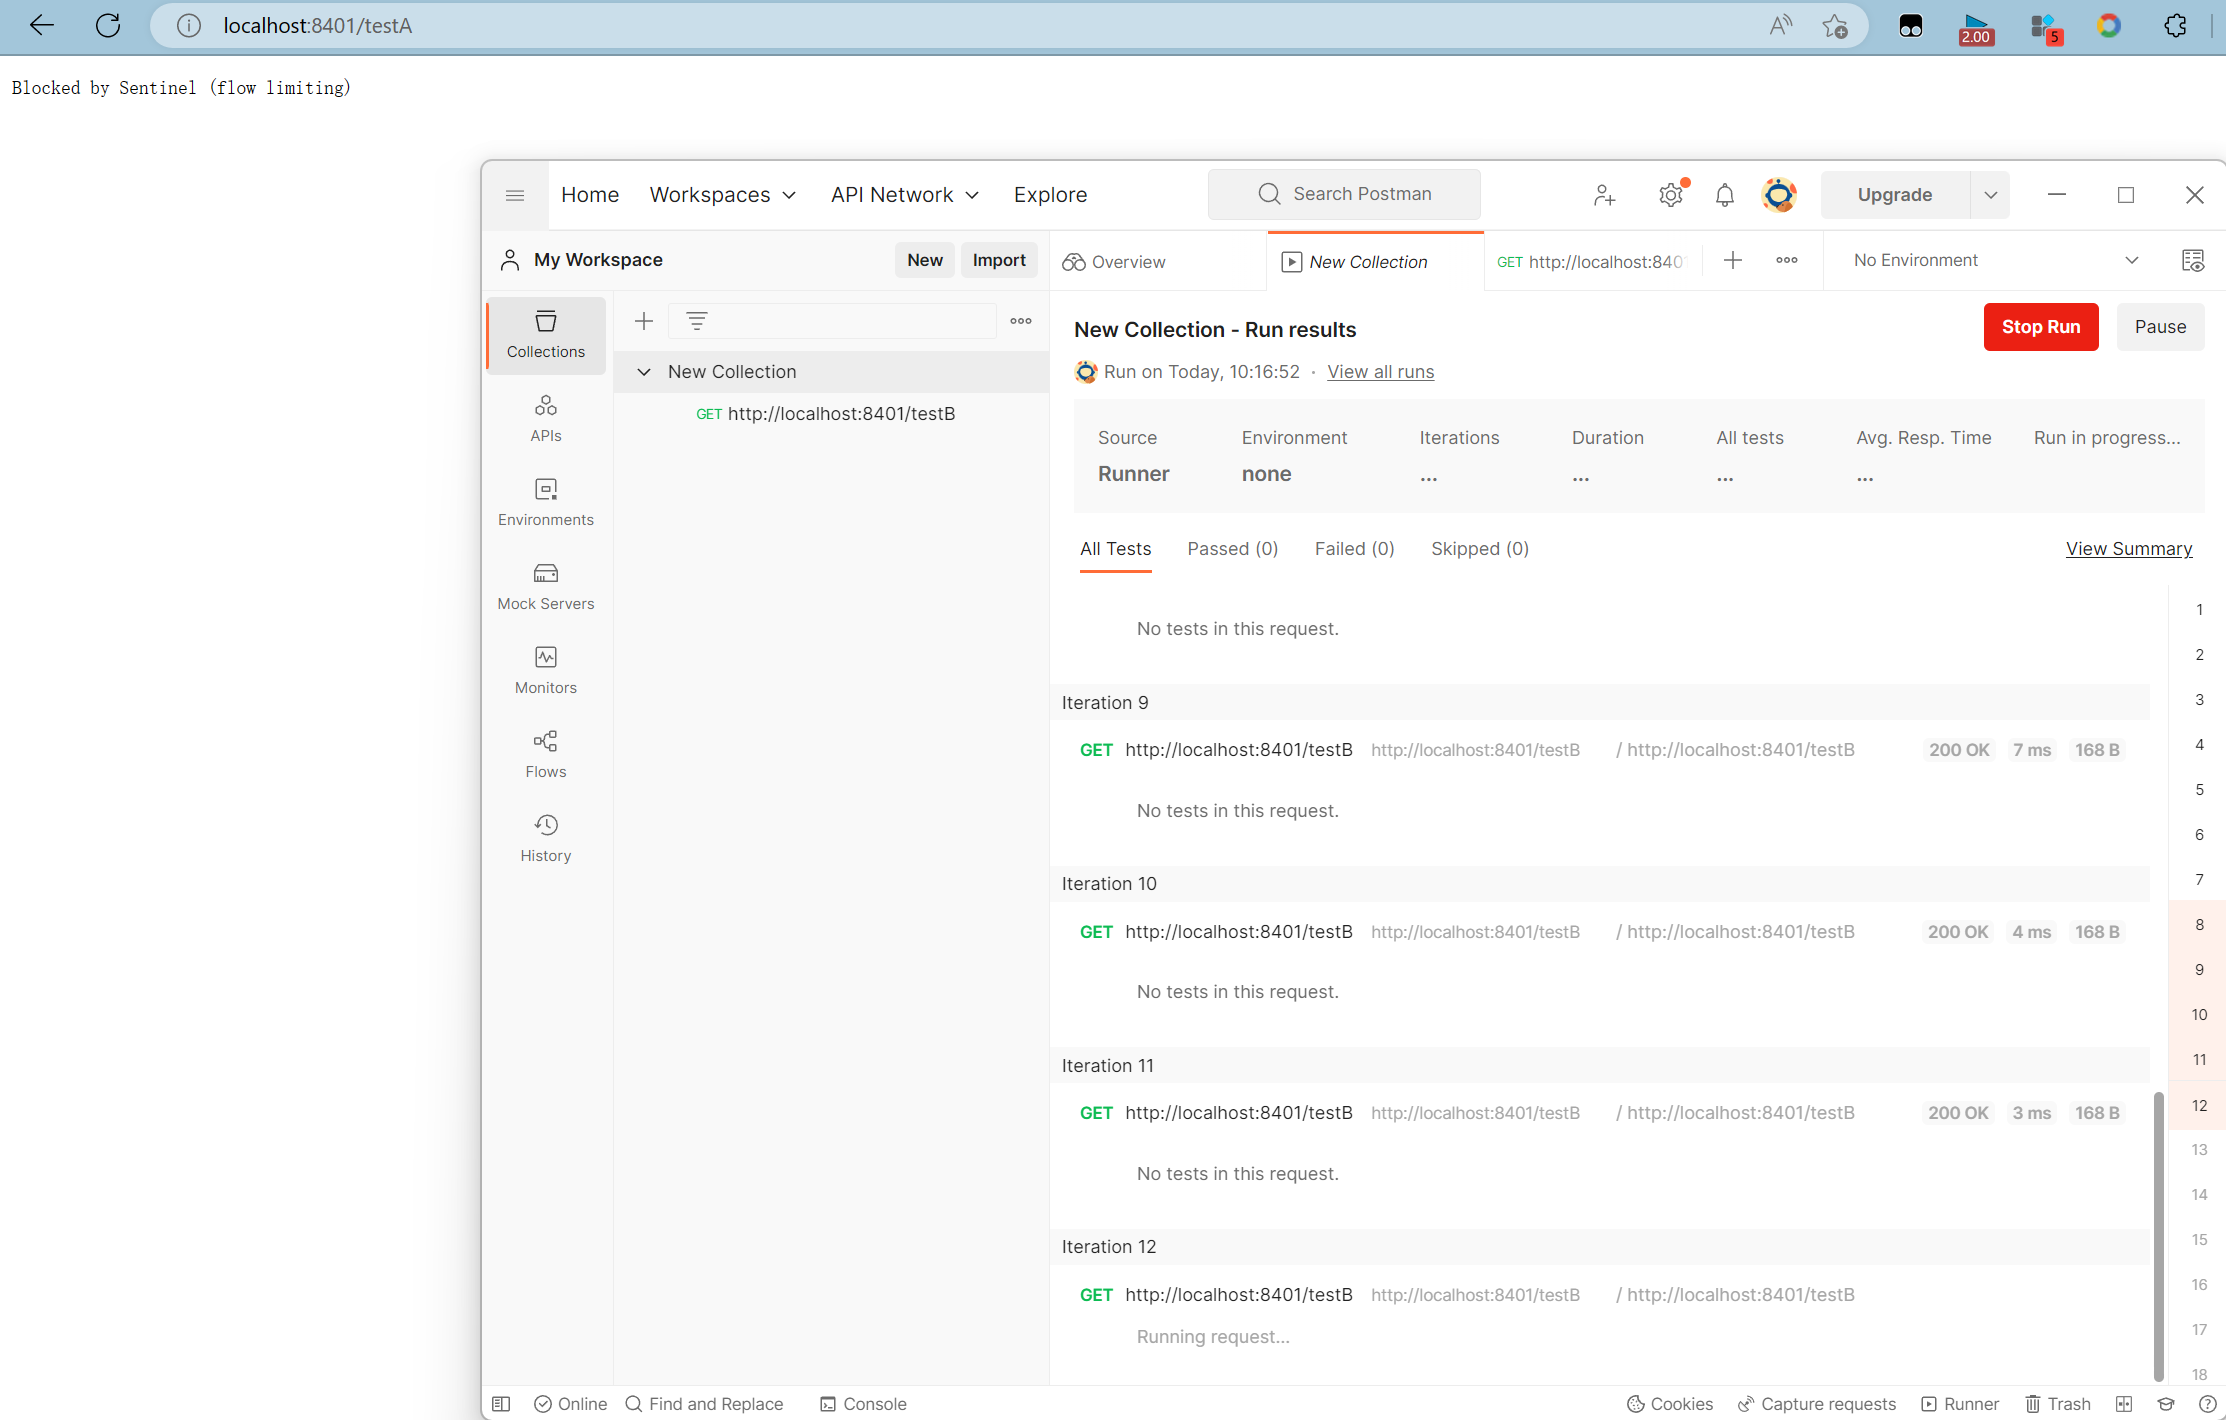 localhost:8401/testA
2.00
5
Blocked by Sentinel (flow limiting)
Home Workspaces API Network Explore Search Postman Upgrade
My Workspace New Import Overview New Collection GET http://localhost:840 No Environment
Collections
APIs
Environments
Mock Servers
Monitors
Flows
History
New Collection
GET http://localhost:8401/testB
New Collection - Run results Stop Run Pause
Run on Today, 10:16:52 · View all runs
Source Environment Iterations Duration All tests Avg. Resp. Time Run in progress...
Runner none ... ... ... ...
All Tests Passed (0) Failed (0) Skipped (0) View Summary
No tests in this request.
Iteration 9
GET http://localhost:8401/testB http://localhost:8401/testB / http://localhost:8401/testB 200 OK 7 ms 168 B
No tests in this request.
Iteration 10
GET http://localhost:8401/testB http://localhost:8401/testB / http://localhost:8401/testB 200 OK 4 ms 168 B
No tests in this request.
Iteration 11
GET http://localhost:8401/testB http://localhost:8401/testB / http://localhost:8401/testB 200 OK 3 ms 168 B
No tests in this request.
Iteration 12
GET http://localhost:8401/testB http://localhost:8401/testB / http://localhost:8401/testB
Running request...
1
2
3
4
5
6
7
8
9
10
11
12
13
14
15
16
17
18
Online Find and Replace Console Cookies Capture requests Runner Trash